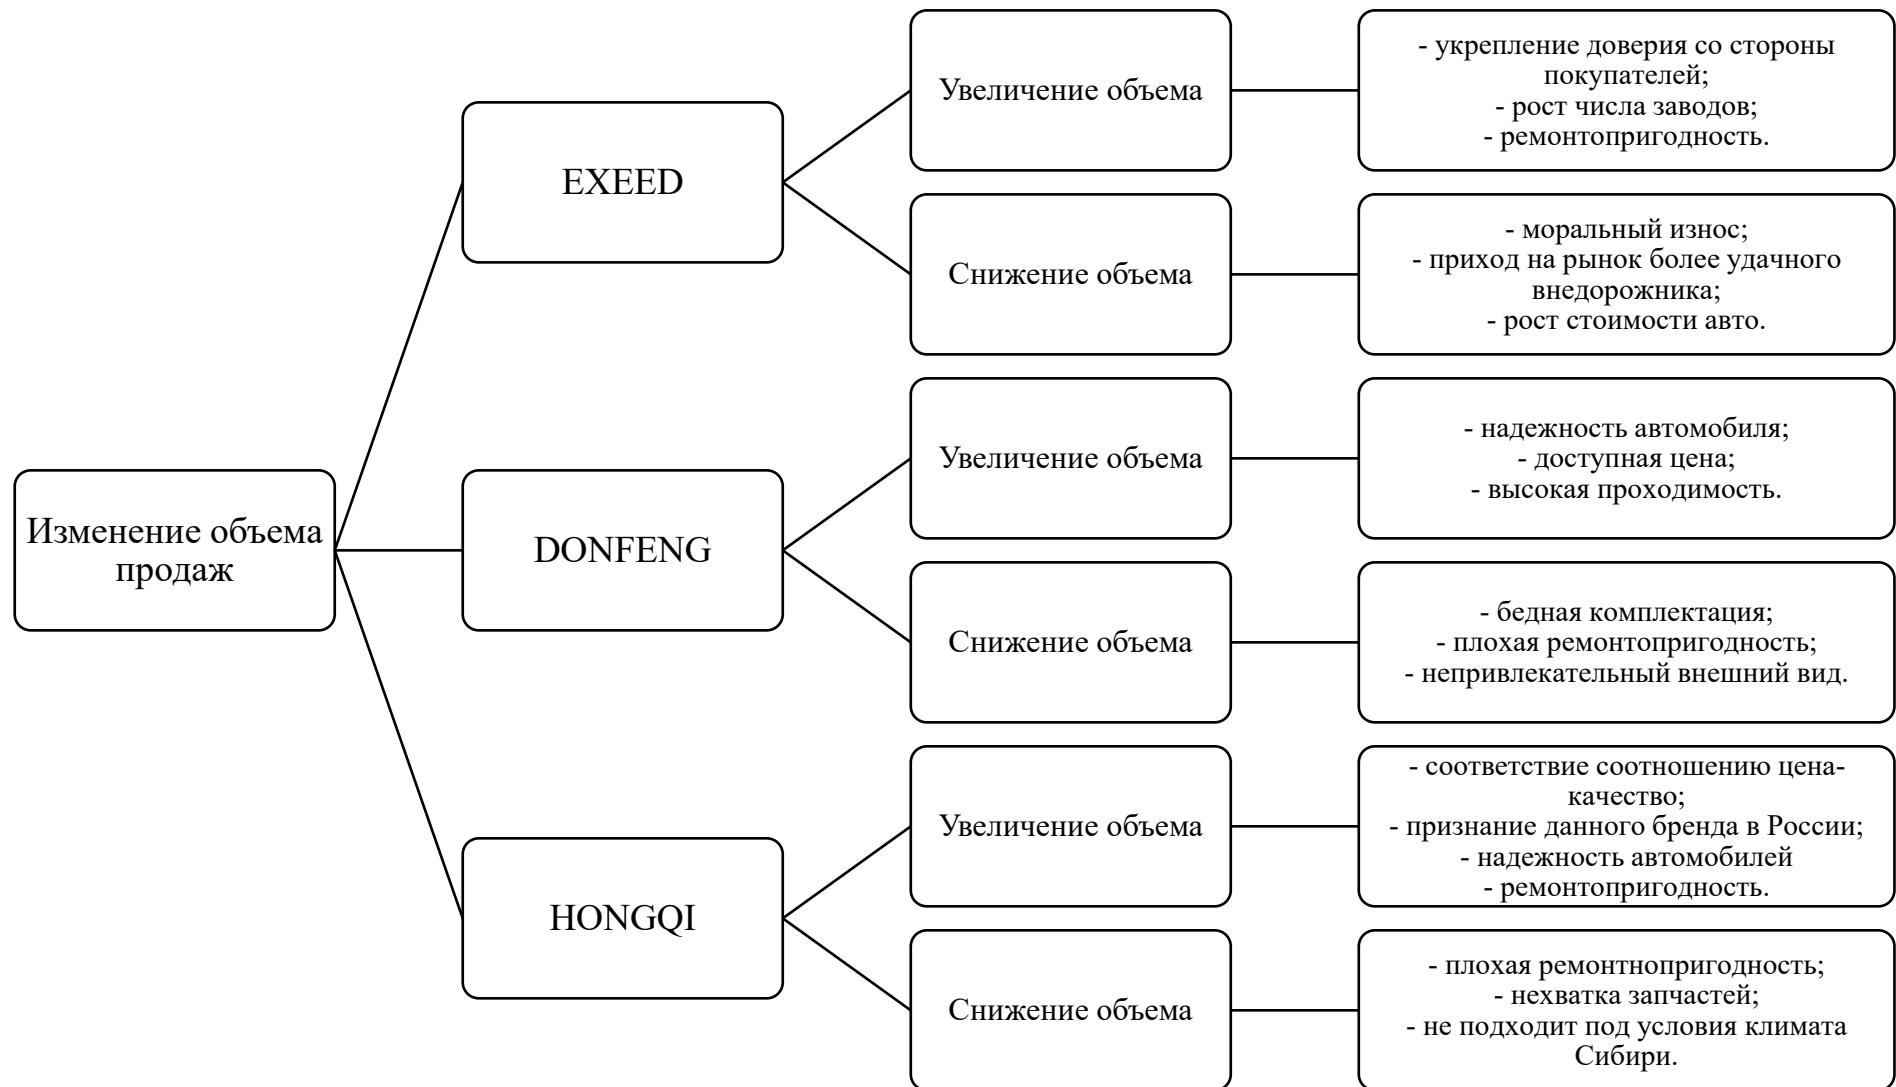 Изменение объема
продаж
EXEED
Увеличение объема
- укрепление доверия со стороны
покупателей;
- рост числа заводов;
- ремонтопригодность.
Снижение объема
- моральный износ;
- приход на рынок более удачного
внедорожника;
- рост стоимости авто.
DONFENG
Увеличение объема
- надежность автомобиля;
- доступная цена;
- высокая проходимость.
Снижение объема
- бедная комплектация;
- плохая ремонтопригодность;
- непривлекательный внешний вид.
HONGQI
Увеличение объема
- соответствие соотношению цена-
качество;
- признание данного бренда в России;
- надежность автомобилей
- ремонтопригодность.
Снижение объема
- плохая ремонтнопригодность;
- нехватка запчастей;
- не подходит под условия климата
Сибири.